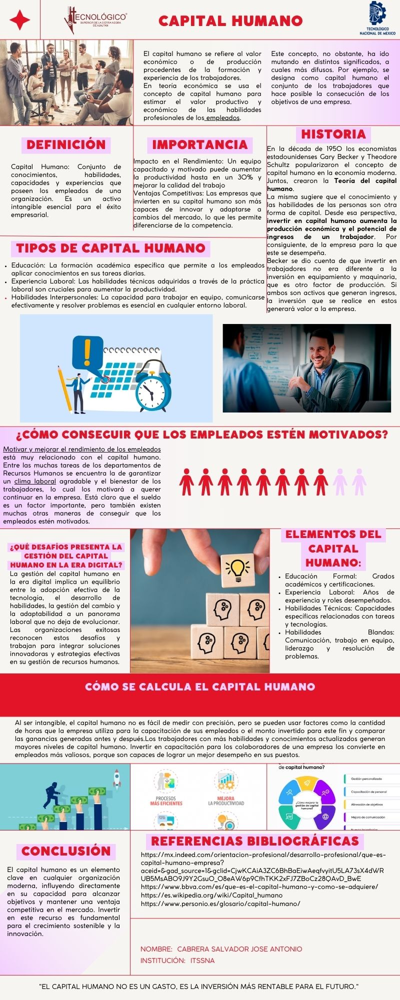 TECNOLÓGICO
SUPERIOR DE LA SIERRA NEGRA
DE AJALPAN
CAPITAL HUMANO
TECNOLÓGICO
NACIONAL DE MÉXICO
El capital humano se refiere al valor
económico o de producción
procedentes de la formación y
experiencia de los trabajadores.
En teoría económica se usa el
concepto de capital humano para
estimar el valor productivo y
económico de las habilidades
profesionales de los empleados.
Este concepto, no obstante, ha ido
mutando en distintos significados, a
cuales más difusos. Por ejemplo, se
designa como capital humano el
conjunto de los trabajadores que
hace posible la consecución de los
objetivos de una empresa.
DEFINICIÓN
Capital Humano: Conjunto de
conocimientos, habilidades,
capacidades y experiencias que
poseen los empleados de una
organización. Es un activo
intangible esencial para el éxito
empresarial.
IMPORTANCIA
Impacto en el Rendimiento: Un equipo
capacitado y motivado puede aumentar
la productividad hasta en un 30% y
mejorar la calidad del trabajo
Ventajas Competitivas: Las empresas que
invierten en su capital humano son más
capaces de innovar y adaptarse a
cambios del mercado, lo que les permite
diferenciarse de la competencia.
HISTORIA
En la década de 1950 los economistas
estadounidenses Gary Becker y Theodore
Schultz popularizaron el concepto de
capital humano en la economía moderna.
Juntos, crearon la Teoría del capital
humano.
La misma sugiere que el conocimiento y
las habilidades de las personas son otra
forma de capital. Desde esa perspectiva,
invertir en capital humano aumenta la
producción económica y el potencial de
ingresos de un trabajador. Por
consiguiente, de la empresa para la que
este se desempeña.
Becker se dio cuenta de que invertir en
trabajadores no era diferente a la
inversión en equipamiento y maquinaria,
que es otro factor de producción. Si
ambos son activos que generan ingresos,
la inversión que se realice en estos
generará valor a la empresa.
TIPOS DE CAPITAL HUMANO
• Educación: La formación académica específica que permite a los empleados
aplicar conocimientos en sus tareas diarias.
• Experiencia Laboral: Las habilidades técnicas adquiridas a través de la práctica
laboral son cruciales para aumentar la productividad.
• Habilidades Interpersonales: La capacidad para trabajar en equipo, comunicarse
efectivamente y resolver problemas es esencial en cualquier entorno laboral.
!
¿CÓMO CONSEGUIR QUE LOS EMPLEADOS ESTÉN MOTIVADOS?
Motivar y mejorar el rendimiento de los empleados
está muy relacionado con el capital humano.
Entre las muchas tareas de los departamentos de
Recursos Humanos se encuentra la de garantizar
un clima laboral agradable y el bienestar de los
trabajadores, lo cual los motivará a querer
continuar en la empresa. Está claro que el sueldo
es un factor importante, pero también existen
muchas otras maneras de conseguir que los
empleados estén motivados.
¿QUÉ DESAFÍOS PRESENTA LA
GESTIÓN DEL CAPITAL
HUMANO EN LA ERA DIGITAL?
La gestión del capital humano en
la era digital implica un equilibrio
entre la adopción efectiva de la
tecnología, el desarrollo de
habilidades, la gestión del cambio y
la adaptabilidad a un panorama
laboral que no deja de evolucionar.
Las organizaciones exitosas
reconocen estos desafíos y
trabajan para integrar soluciones
innovadoras y estrategias efectivas
en su gestión de recursos humanos.
ELEMENTOS DEL
CAPITAL
HUMANO:
• Educación Formal: Grados
académicos y certificaciones.
• Experiencia Laboral: Años de
experiencia y roles desempeñados.
• Habilidades Técnicas: Capacidades
específicas relacionadas con tareas
y tecnologías.
• Habilidades Blandas:
Comunicación, trabajo en equipo,
liderazgo y resolución de
problemas.
CÓMO SE CALCULA EL CAPITAL HUMANO
Al ser intangible, el capital humano no es fácil de medir con precisión, pero se pueden usar factores como la cantidad
de horas que la empresa utiliza para la capacitación de sus empleados o el monto invertido para este fin y comparar
las ganancias generadas antes y después.Los trabajadores con más habilidades y conocimientos actualizados generan
mayores niveles de capital humano. Invertir en capacitación para los colaboradores de una empresa los convierte en
empleados más valiosos, porque son capaces de lograr un mejor desempeño en sus puestos.
PROCESOS
MÁS EFICIENTES
MEJORA
LA PRODUCTIVIDAD
de capital humano?
¿Cómo mejorar la
gestión de capital
humano?
Gestión personalizada
Capacitación de personal
Alineación de objetivos
Mejora de comunicación
CONCLUSIÓN
El capital humano es un elemento
clave en cualquier organización
moderna, influyendo directamente
en su capacidad para alcanzar
objetivos y mantener una ventaja
competitiva en el mercado. Invertir
en este recurso es fundamental
para el crecimiento sostenible y la
innovación.
REFERENCIAS BIBLIOGRÁFICAS
https://mx.indeed.com/orientacion-profesional/desarrollo-profesional/que-es-
capital-humano-empresa?
aceid=&gad_source=1&gclid=CjwKCAiA3ZC6BhBaEiwAeqfvyitU5LA73sX4dWR
UB5MsABO9J9Y2GsuO_O8eAW6p9CfhTKK2xFJ7ZBoCz28QAvD_BwE
https://www.bbva.com/es/que-es-el-capital-humano-y-como-se-adquiere/
https://es.wikipedia.org/wiki/Capital_humano
https://www.personio.es/glosario/capital-humano/
NOMBRE: CABRERA SALVADOR JOSE ANTONIO
INSTITUCIÓN: ITSSNA
"EL CAPITAL HUMANO NO ES UN GASTO, ES LA INVERSIÓN MÁS RENTABLE PARA EL FUTURO."